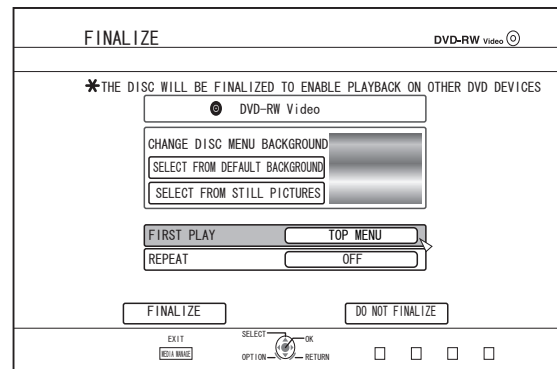 FINALIZE
DVD-RW Video
*THE DISC WILL BE FINALIZED TO ENABLE PLAYBACK ON OTHER DVD DEVICES
DVD-RW Video
CHANGE DISC MENU BACKGROUND
SELECT FROM DEFAULT BACKGROUND
SELECT FROM STILL PICTURES
FIRST PLAY TOP MENU
REPEAT OFF
FINALIZE DO NOT FINALIZE
EXIT
MEDIA MANAGE
SELECT
OK
OPTION
RETURN